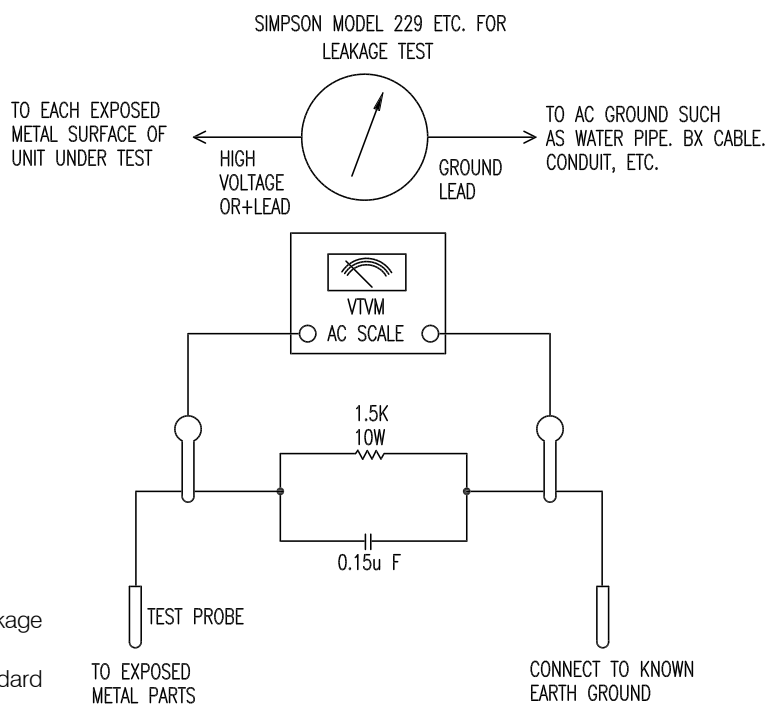 SIMPSON MODEL 229 ETC. FOR
LEAKAGE TEST
TO EACH EXPOSED
METAL SURFACE OF
UNIT UNDER TEST
HIGH
VOLTAGE
OR+LEAD
GROUND
LEAD
TO AC GROUND SUCH
AS WATER PIPE. BX CABLE.
CONDUIT, ETC.
VTVM
AC SCALE
1.5K
10W
0.15u F
TEST PROBE
TO EXPOSED
METAL PARTS
CONNECT TO KNOWN
EARTH GROUND
kage
dard